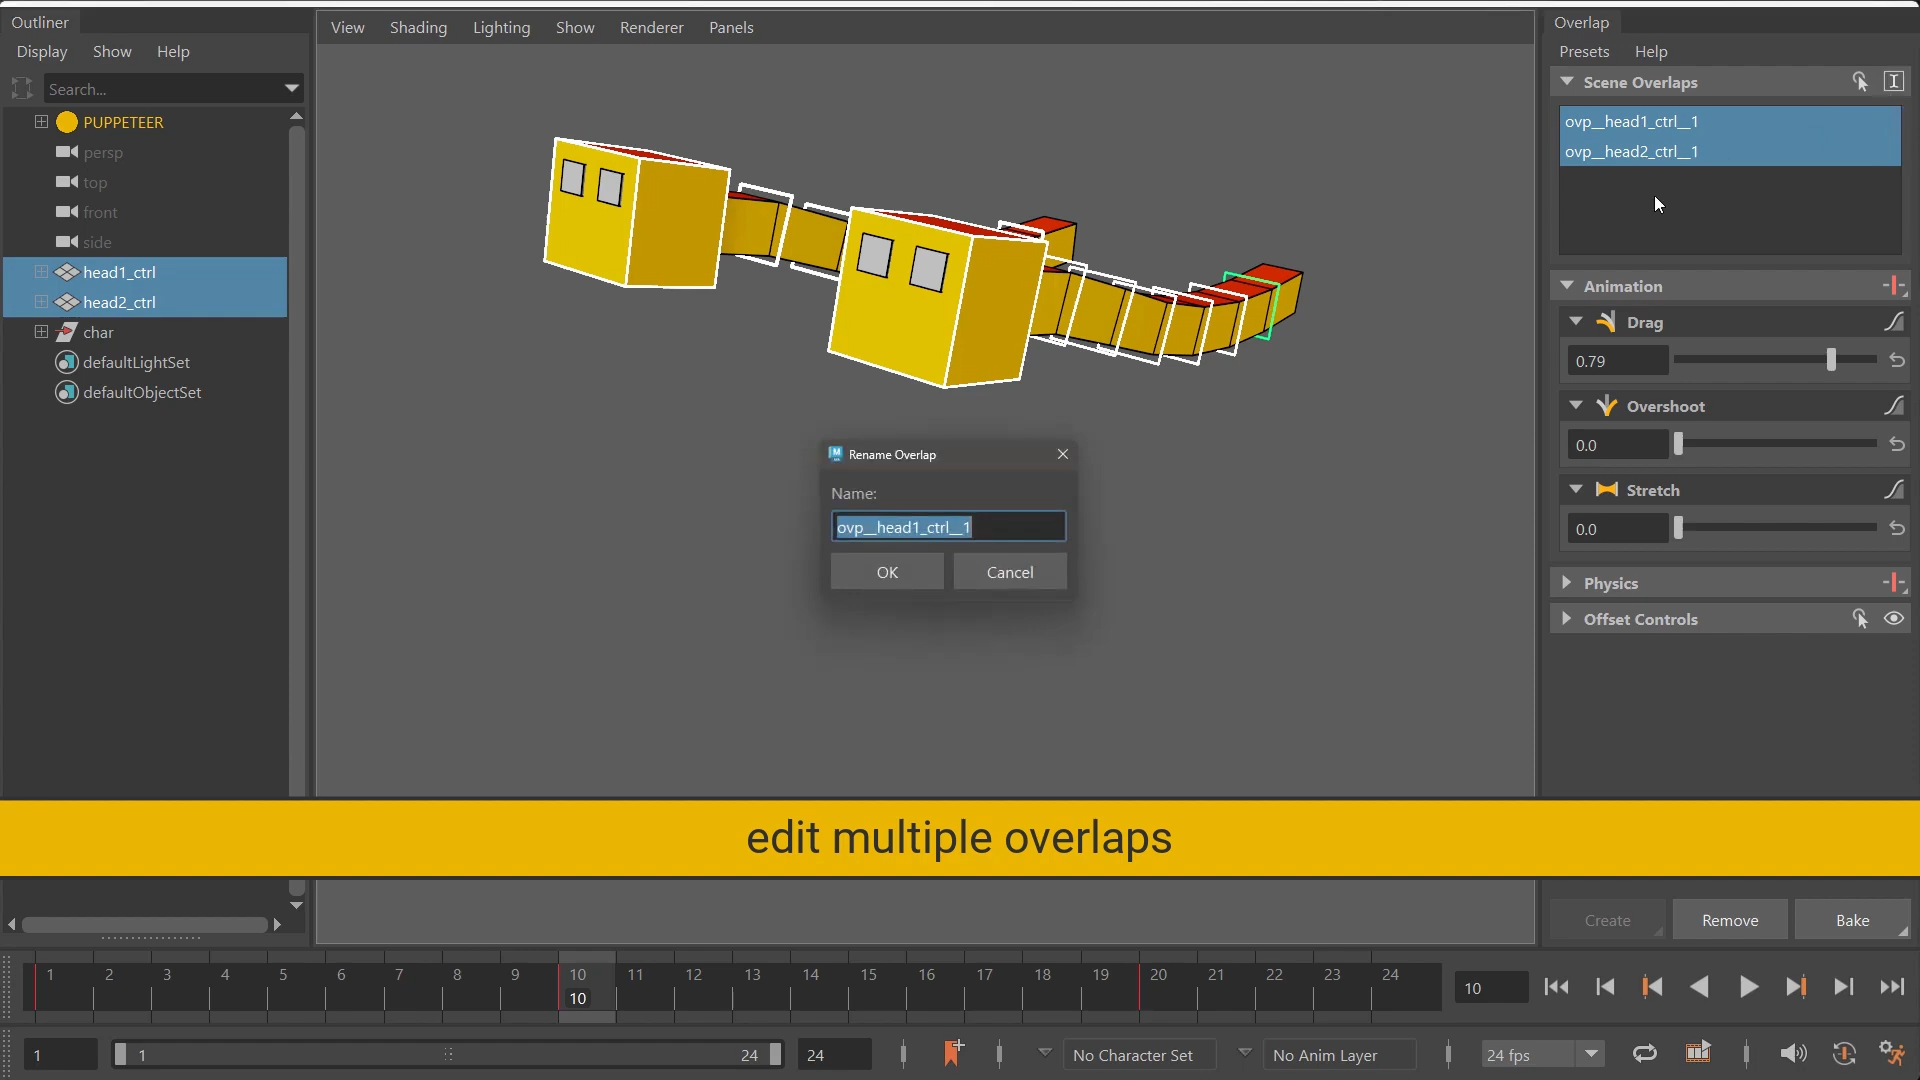 Outliner
Display Show Help
Search...
PUPPETEER
persp
top
front
side
head1_ctrl
head2_ctrl
char
defaultLightSet
defaultObjectSet
View Shading Lighting Show Renderer Panels
Rename Overlap
Name:
ovp__head1_ctrl__1
OK Cancel
Overlap
Presets Help
Scene Overlaps
ovp__head1_ctrl__1
ovp__head2_ctrl__1
Animation
Drag
0.79
Overshoot
0.0
Stretch
0.0
Physics
Offset Controls
edit multiple overlaps
Create Remove Bake
1 2 3 4 5 6 7 8 9 10 11 12 13 14 15 16 17 18 19 20 21 22 23 24
10
10
1 1 24 24 No Character Set No Anim Layer 24 fps